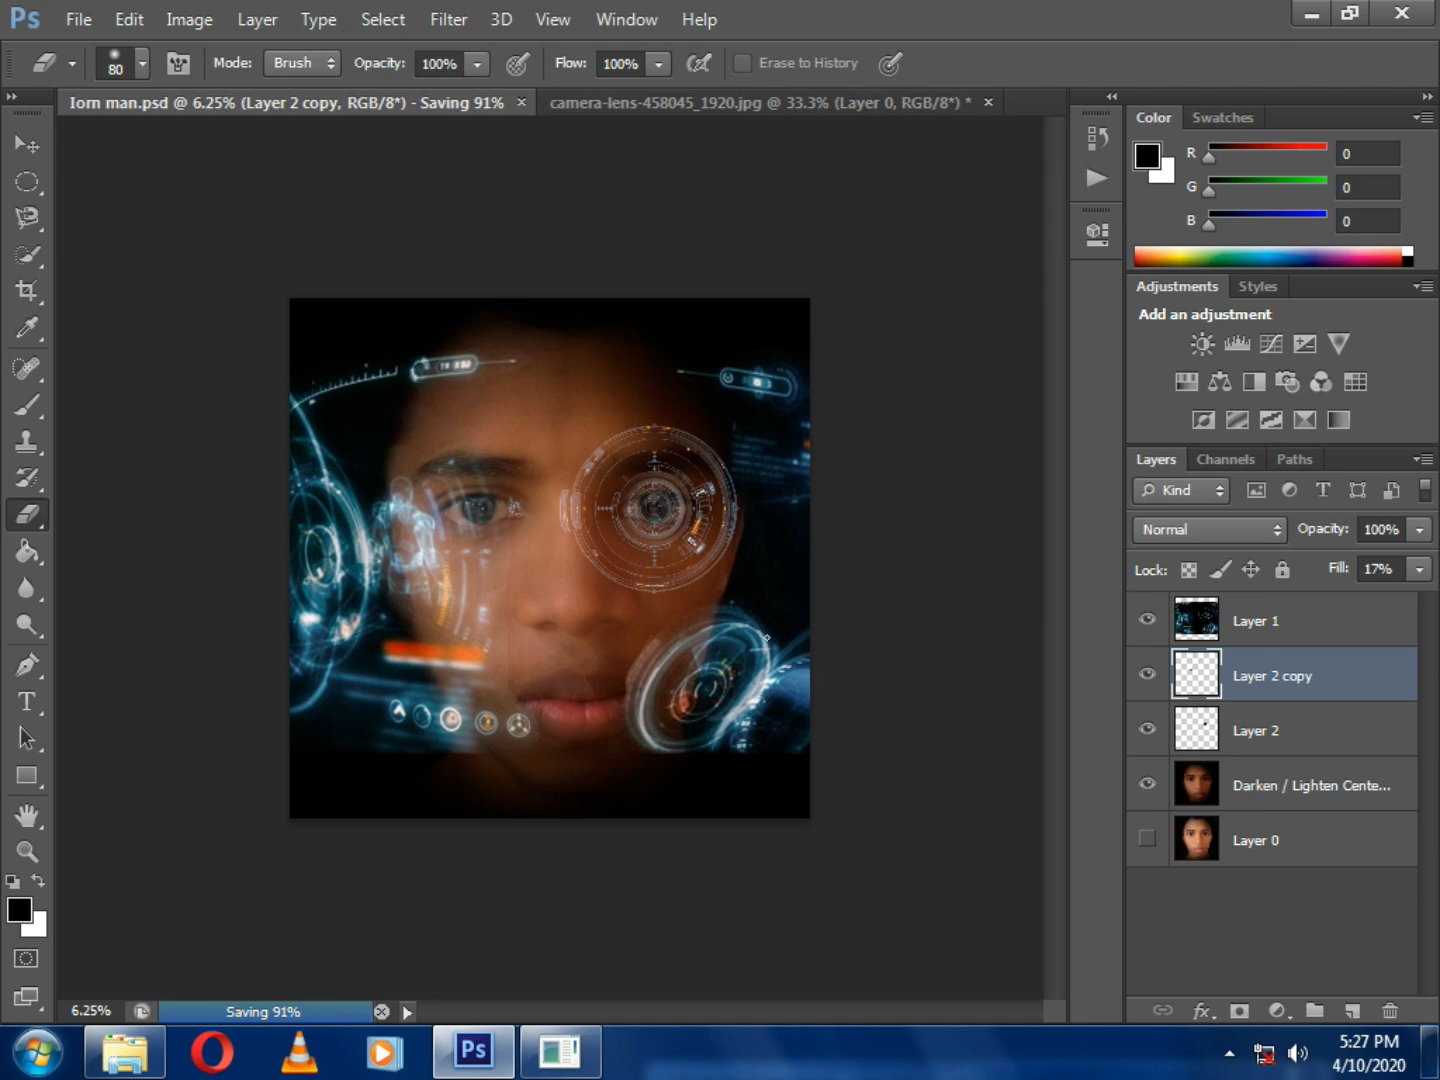 Ps File Edit Image Layer Type Select Filter 3D View Window Help
80 Mode: Brush Opacity: 100% Flow: 100% Erase to History
Iorn man.psd @ 6.25% (Layer 2 copy, RGB/8*) - Saving 91% × camera-lens-458045_1920.jpg @ 33.3% (Layer 0, RGB/8*) * ×
Color Swatches
R 0
G 0
B 0
Adjustments Styles
Add an adjustment
Layers Channels Paths
Kind
Normal Opacity: 100%
Lock: Fill: 17%
Layer 1
Layer 2 copy
Layer 2
Darken / Lighten Cente...
Layer 0
6.25% Saving 91%
fx
Ps
5:27 PM
4/10/2020